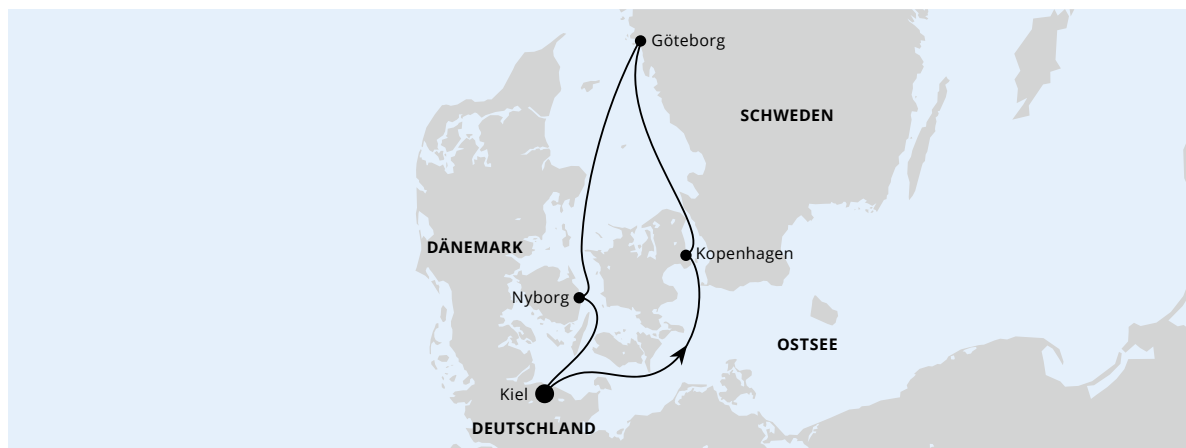 Göteborg
SCHWEDEN
DÄNEMARK
Kopenhagen
Nyborg
OSTSEE
Kiel
DEUTSCHLAND